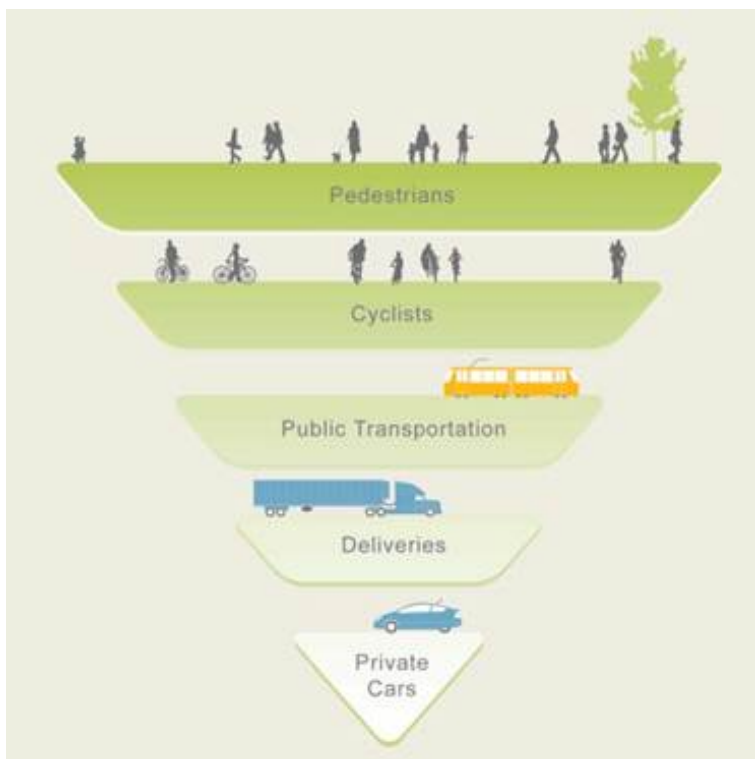 Pedestrians
Cyclists
Public Transportation
Deliveries
Private
Cars